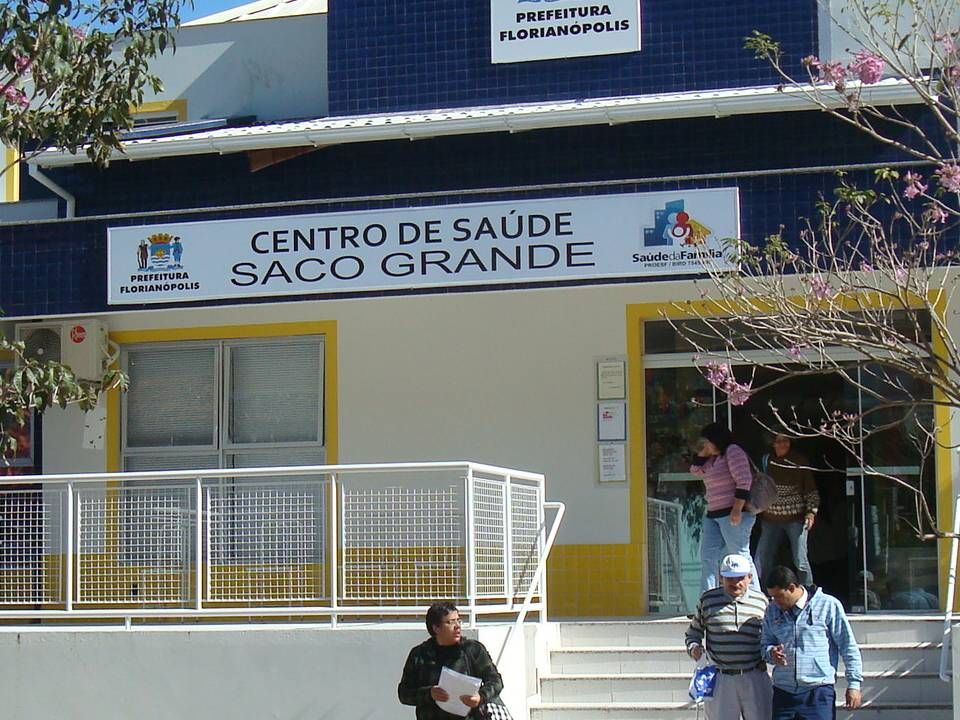 PREFEITURA
FLORIANÓPOLIS
CENTRO DE SAÚDE
SACO GRANDE
PREFEITURA
FLORIANÓPOLIS
SaúdedaFamília